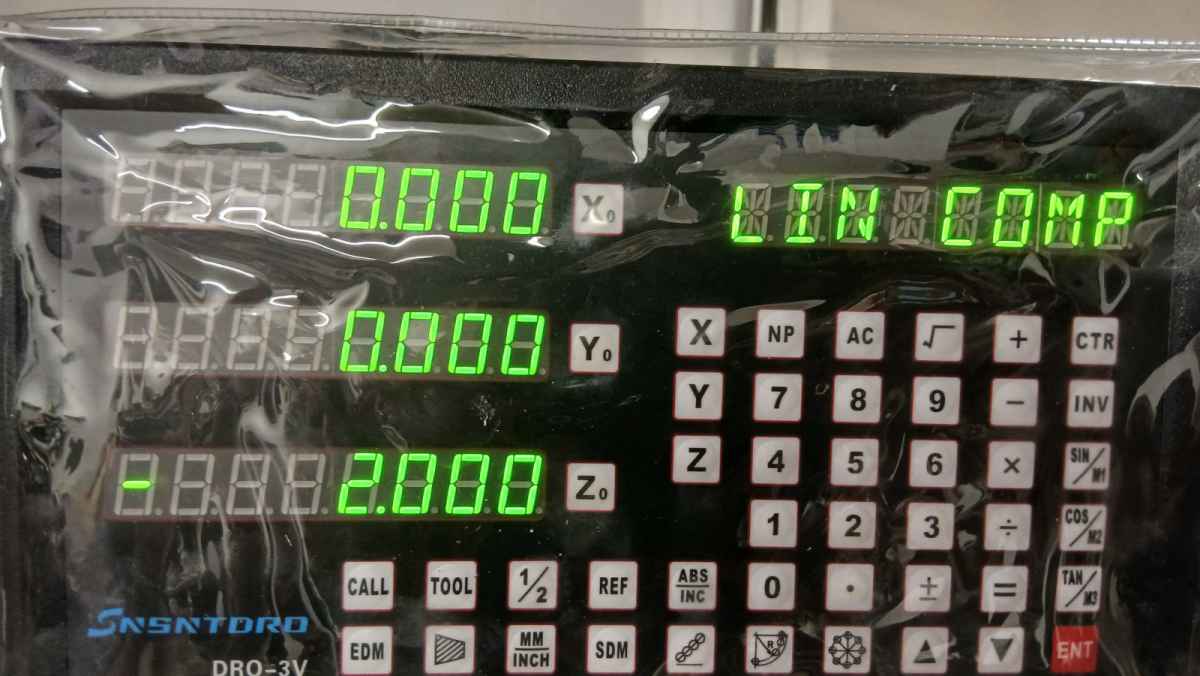 0.000 X₀ LIN COMP
0.000 Y₀
- 2.000 Z₀
X NP AC √ + CTR
Y 7 8 9 − INV
Z 4 5 6 × SIN/M1
1 2 3 ÷ COS/M2
CALL TOOL 1/2 REF ABS/INC 0 · ± = TAN/M3
SNSNTDRO
EDM MM/INCH SDM R ▲ ▼ ENT
DRO-3V